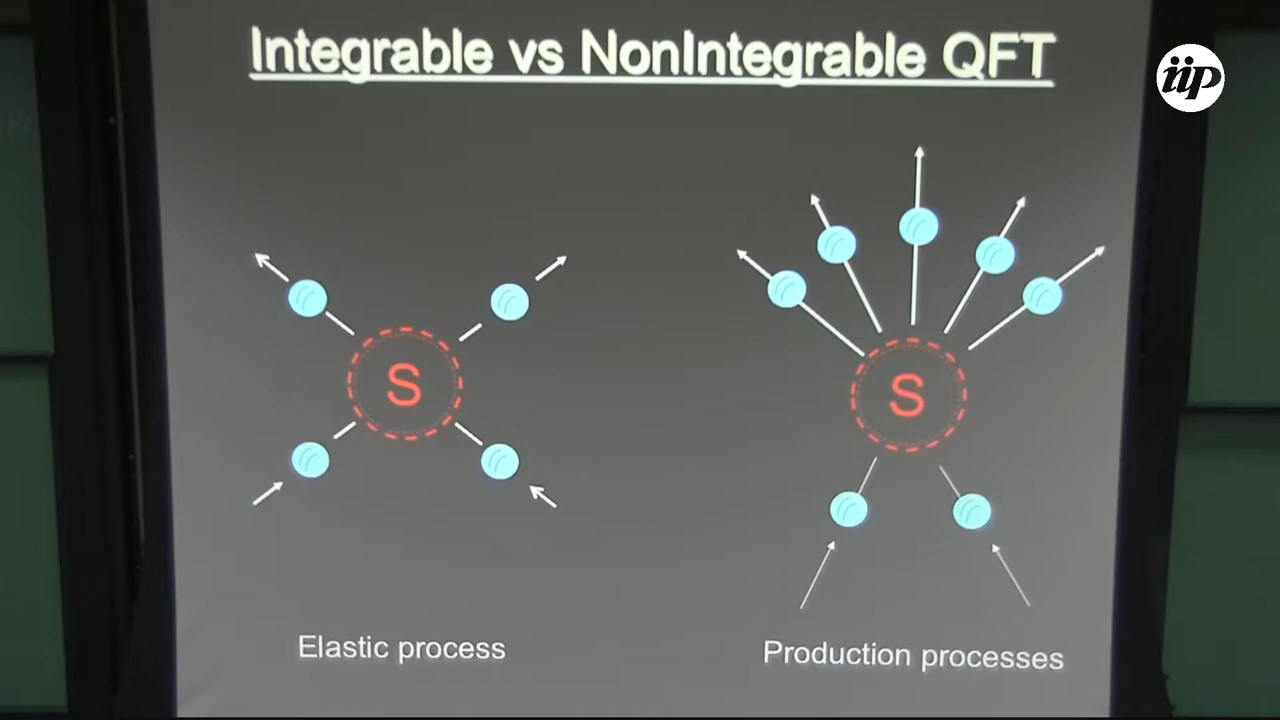 Integrable vs NonIntegrable QFT
iip
S
S
Elastic process
Production processes